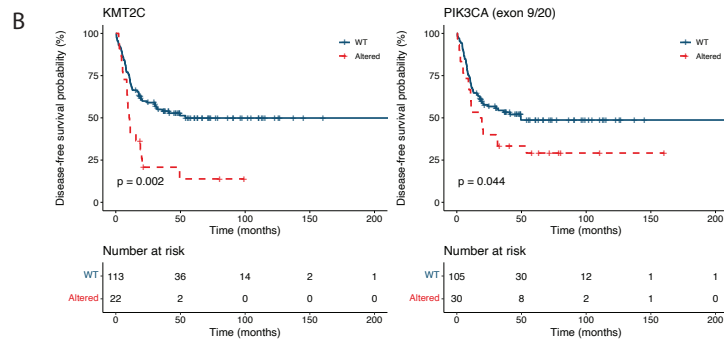 B
KMT2C
Disease-free survival probability (%)
100
75
50
25
0
WT
Altered
p = 0.002
0 50 100 150 200
Time (months)
Number at risk
WT 113 36 14 2 1
Altered 22 2 0 0 0
0 50 100 150 200
Time (months)
PIK3CA (exon 9/20)
Disease-free survival probability (%)
100
75
50
25
0
WT
Altered
p = 0.044
0 50 100 150 200
Time (months)
Number at risk
WT 105 30 12 1 1
Altered 30 8 2 1 0
0 50 100 150 200
Time (months)